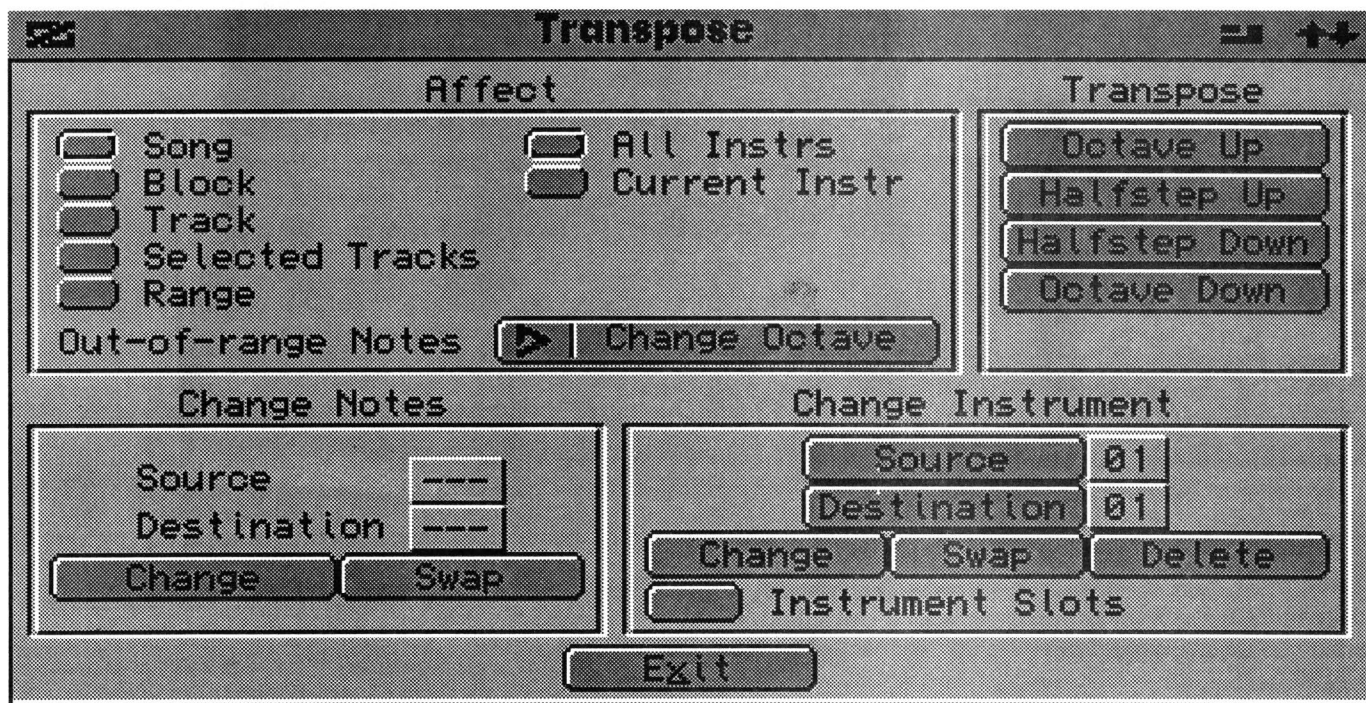 Transpose
Affect
Song
Block
Track
Selected Tracks
Range
All Instrs
Current Instr
Out-of-range Notes
Change Octave
Transpose
Octave Up
Halfstep Up
Halfstep Down
Octave Down
Change Notes
Source ---
Destination ---
Change Swap
Change Instrument
Source 01
Destination 01
Change Swap Delete
Instrument Slots
Exit